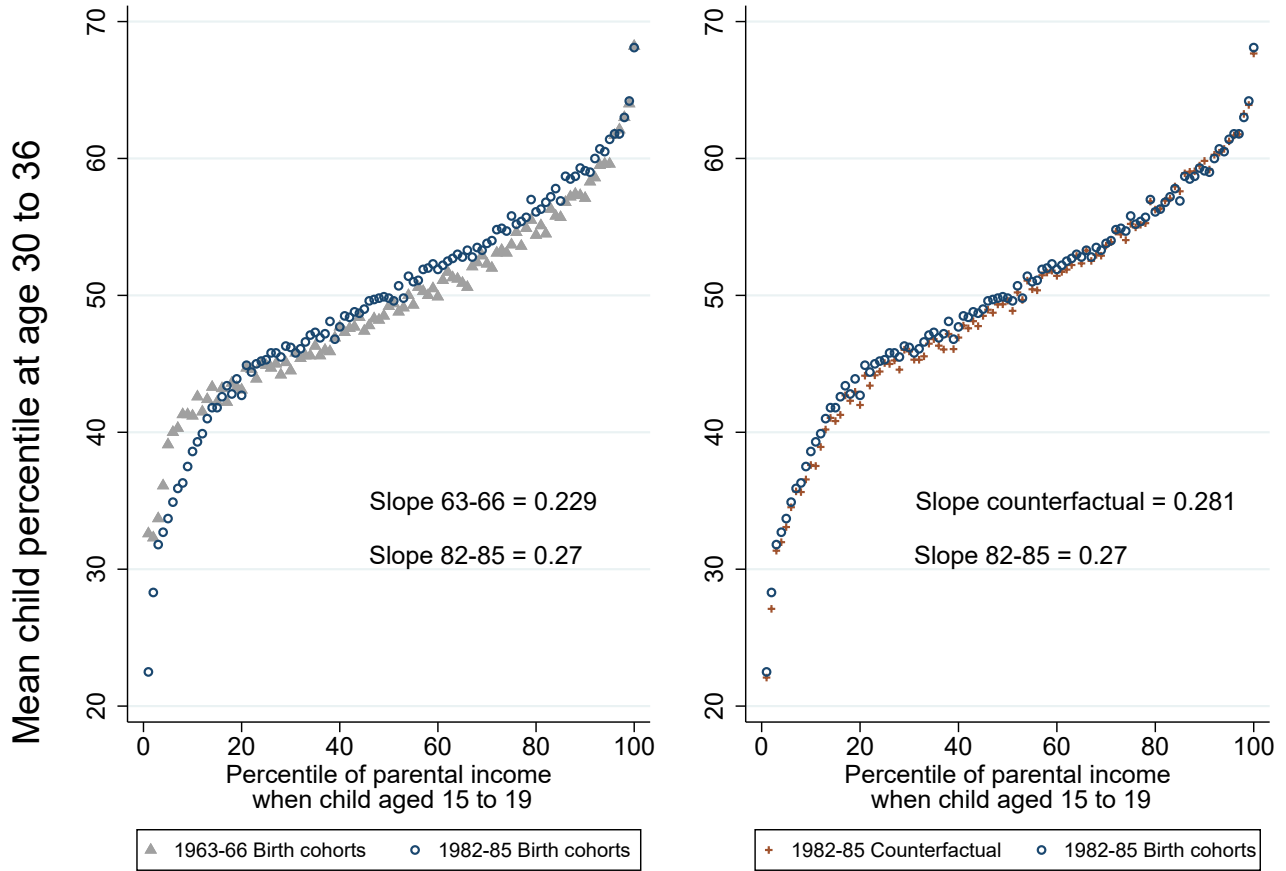 Mean child percentile at age 30 to 36
70
60
50
40
30
20
Slope 63-66 = 0.229
Slope 82-85 = 0.27
0 20 40 60 80 100
Percentile of parental income
when child aged 15 to 19
1963-66 Birth cohorts 1982-85 Birth cohorts
70
60
50
40
30
20
Slope counterfactual = 0.281
Slope 82-85 = 0.27
0 20 40 60 80 100
Percentile of parental income
when child aged 15 to 19
1982-85 Counterfactual 1982-85 Birth cohorts